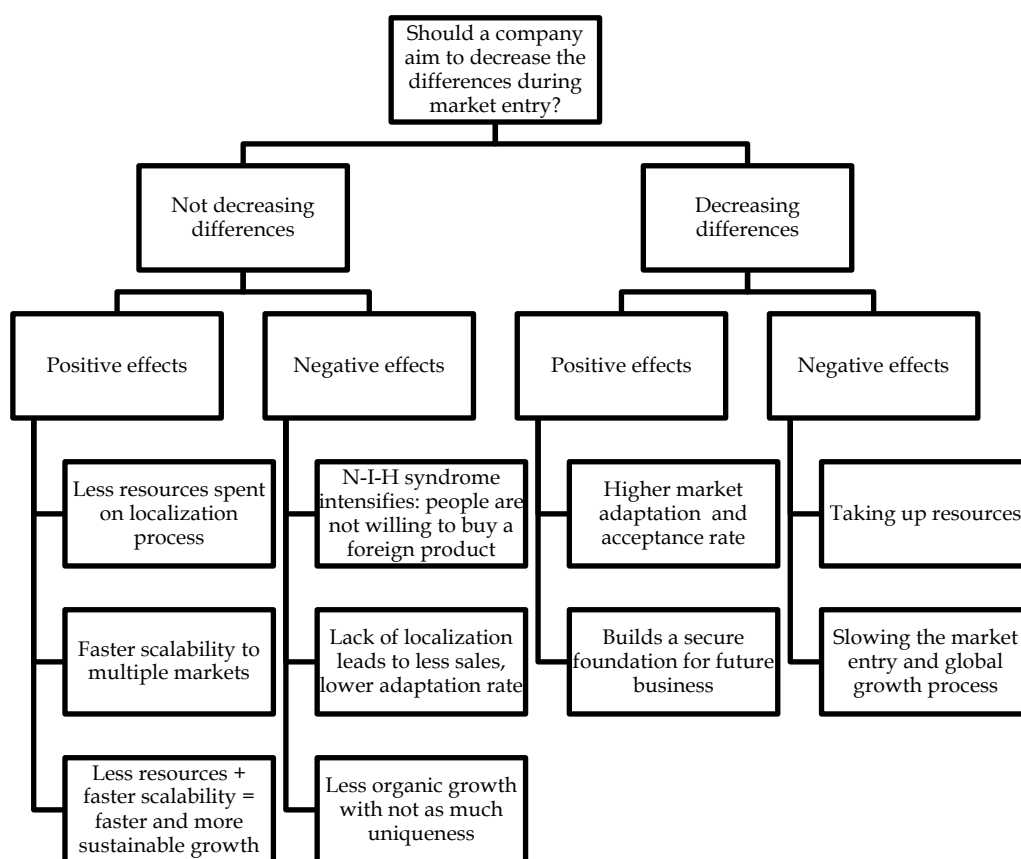 Should a company
aim to decrease the
differences during
market entry?
Not decreasing
differences
Decreasing
differences
Positive effects
Negative effects
Positive effects
Negative effects
Less resources spent
on localization
process
N-I-H syndrome
intensifies: people are
not willing to buy a
foreign product
Higher market
adaptation and
acceptance rate
Taking up resources
Faster scalability to
multiple markets
Lack of localization
leads to less sales,
lower adaptation rate
Builds a secure
foundation for future
business
Slowing the market
entry and global
growth process
Less resources +
faster scalability =
faster and more
sustainable growth
Less organic growth
with not as much
uniqueness